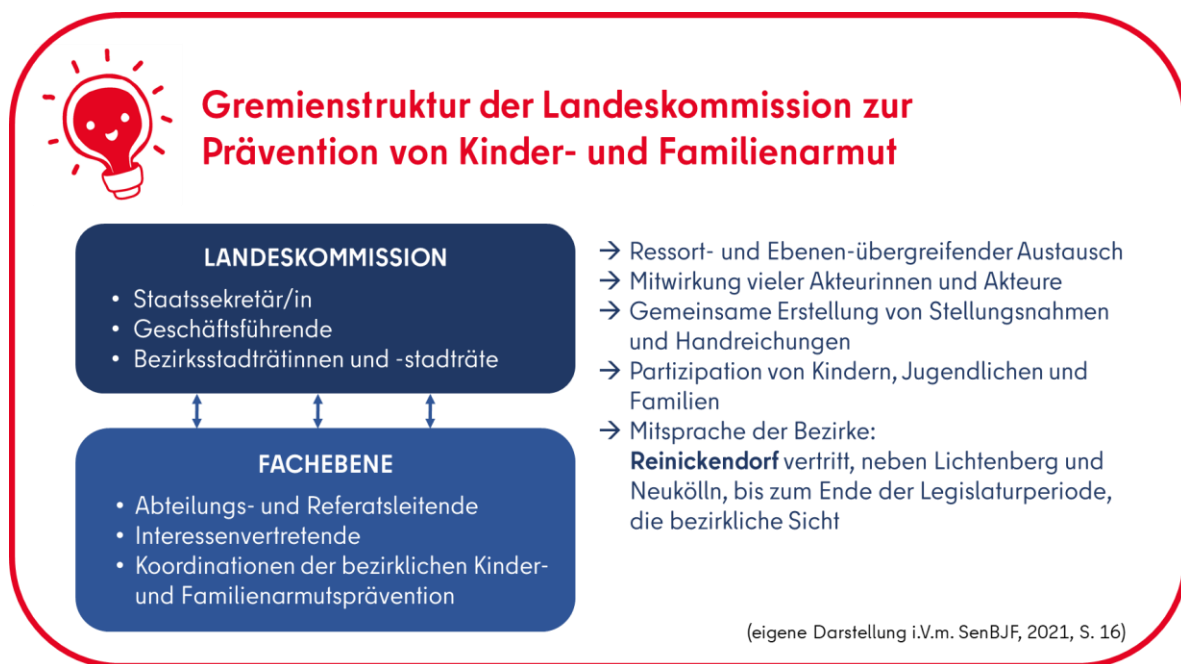 Gremienstruktur der Landeskommission zur
Prävention von Kinder- und Familienarmut
LANDESKOMMISSION
• Staatssekretär/in
• Geschäftsführende
• Bezirksstadträtinnen und -stadträte
FACHEBENE
• Abteilungs- und Referatsleitende
• Interessenvertretende
• Koordinationen der bezirklichen Kinder-
und Familienarmutsprävention
→ Ressort- und Ebenen-übergreifender Austausch
→ Mitwirkung vieler Akteurinnen und Akteure
→ Gemeinsame Erstellung von Stellungsnahmen
und Handreichungen
→ Partizipation von Kindern, Jugendlichen und
Familien
→ Mitsprache der Bezirke:
Reinickendorf vertritt, neben Lichtenberg und
Neukölln, bis zum Ende der Legislaturperiode,
die bezirkliche Sicht
(eigene Darstellung i.V.m. SenBJF, 2021, S. 16)